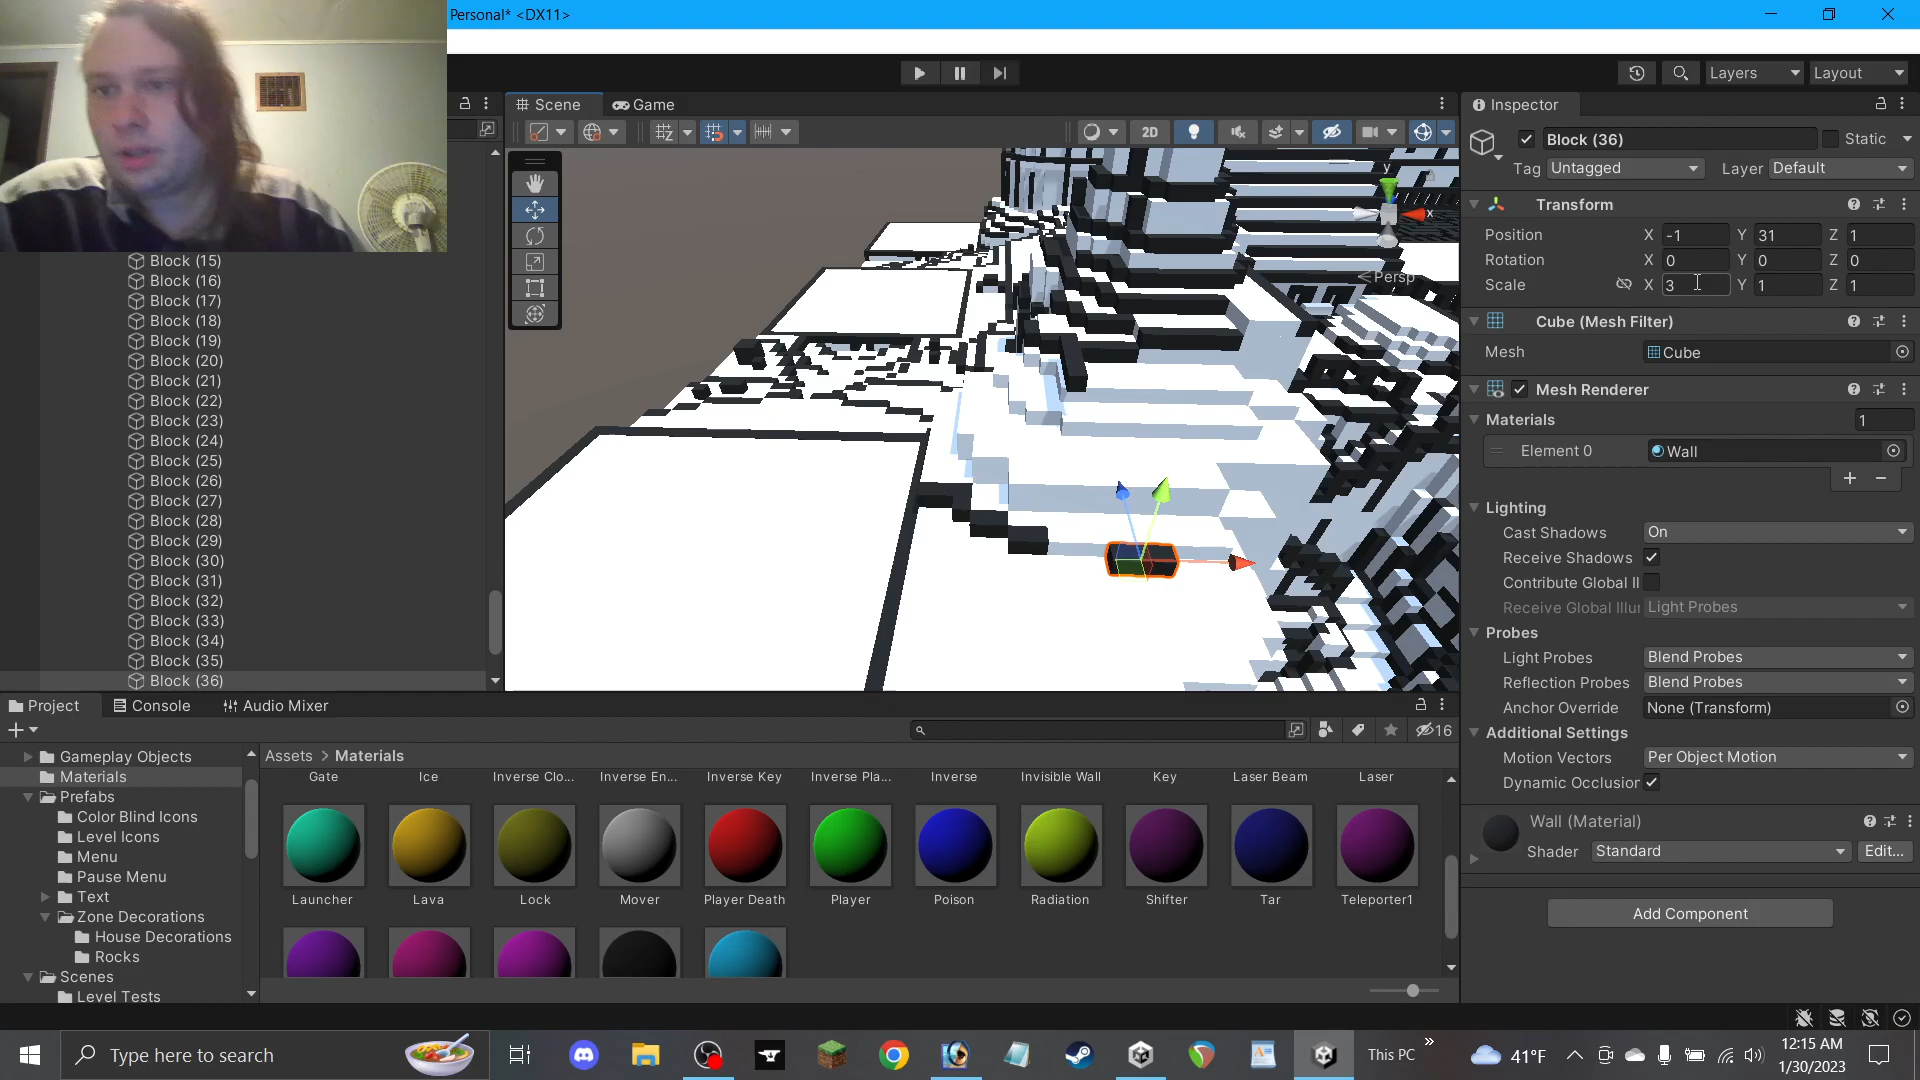 Personal* <DX11>
Layers
Layout
Scene
Game
2D
y
x
Persp
Inspector
Block (36)
Static
Tag Untagged
Layer Default
Transform
Position X -1 Y 31 Z 1
Rotation X 0 Y 0 Z 0
Scale X 3 Y 1 Z 1
Cube (Mesh Filter)
Mesh Cube
Mesh Renderer
Materials 1
Element 0 Wall
Lighting
Cast Shadows On
Receive Shadows
Contribute Global Il
Receive Global Illur Light Probes
Probes
Light Probes Blend Probes
Reflection Probes Blend Probes
Anchor Override None (Transform)
Additional Settings
Motion Vectors Per Object Motion
Dynamic Occlusior
Wall (Material)
Shader Standard Edit...
Add Component
Block (15)
Block (16)
Block (17)
Block (18)
Block (19)
Block (20)
Block (21)
Block (22)
Block (23)
Block (24)
Block (25)
Block (26)
Block (27)
Block (28)
Block (29)
Block (30)
Block (31)
Block (32)
Block (33)
Block (34)
Block (35)
Block (36)
Project
Console
Audio Mixer
16
Gameplay Objects
Materials
Prefabs
Color Blind Icons
Level Icons
Menu
Pause Menu
Text
Zone Decorations
House Decorations
Rocks
Scenes
Level Tests
Assets > Materials
Gate Ice Inverse Clo... Inverse En... Inverse Key Inverse Pla... Inverse Invisible Wall Key Laser Beam Laser
Launcher Lava Lock Mover Player Death Player Poison Radiation Shifter Tar Teleporter1
Type here to search
This PC
41°F
12:15 AM
1/30/2023